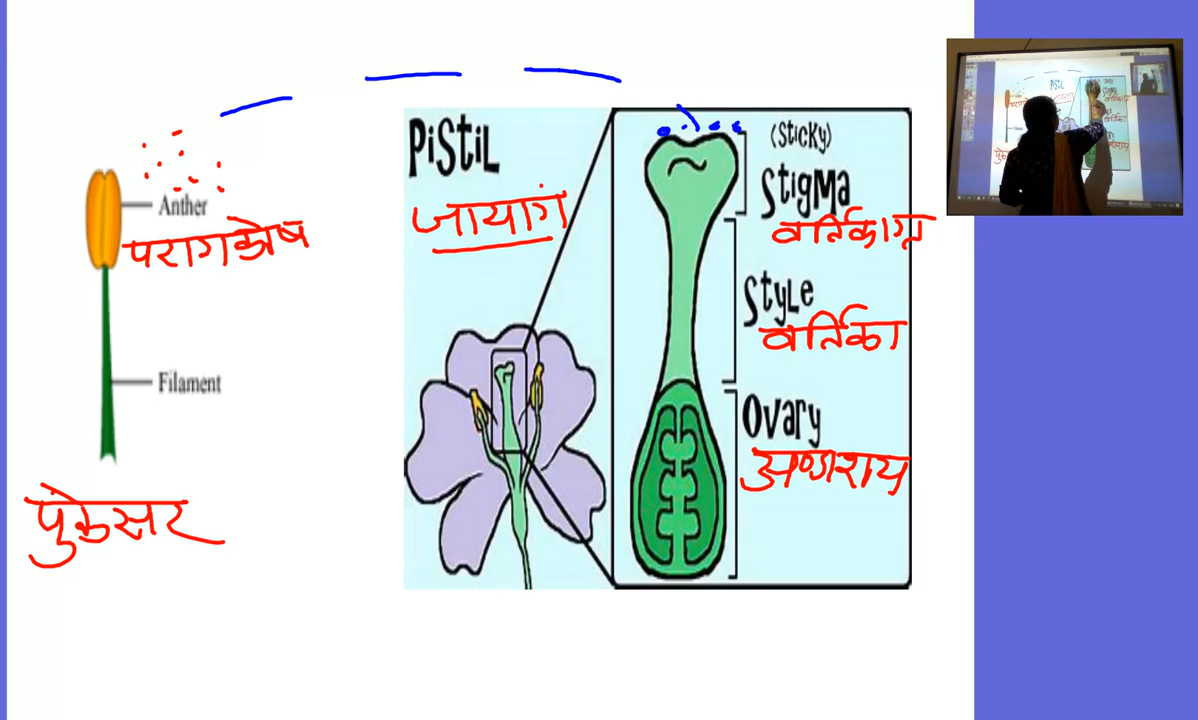 Anther
परागकोष
Filament
पुंकेसर
PiStiL
जायांग
(Sticky)
StigMa
वर्तिकाग्र
StyLe
वर्तिका
Ovary
अण्डाशय